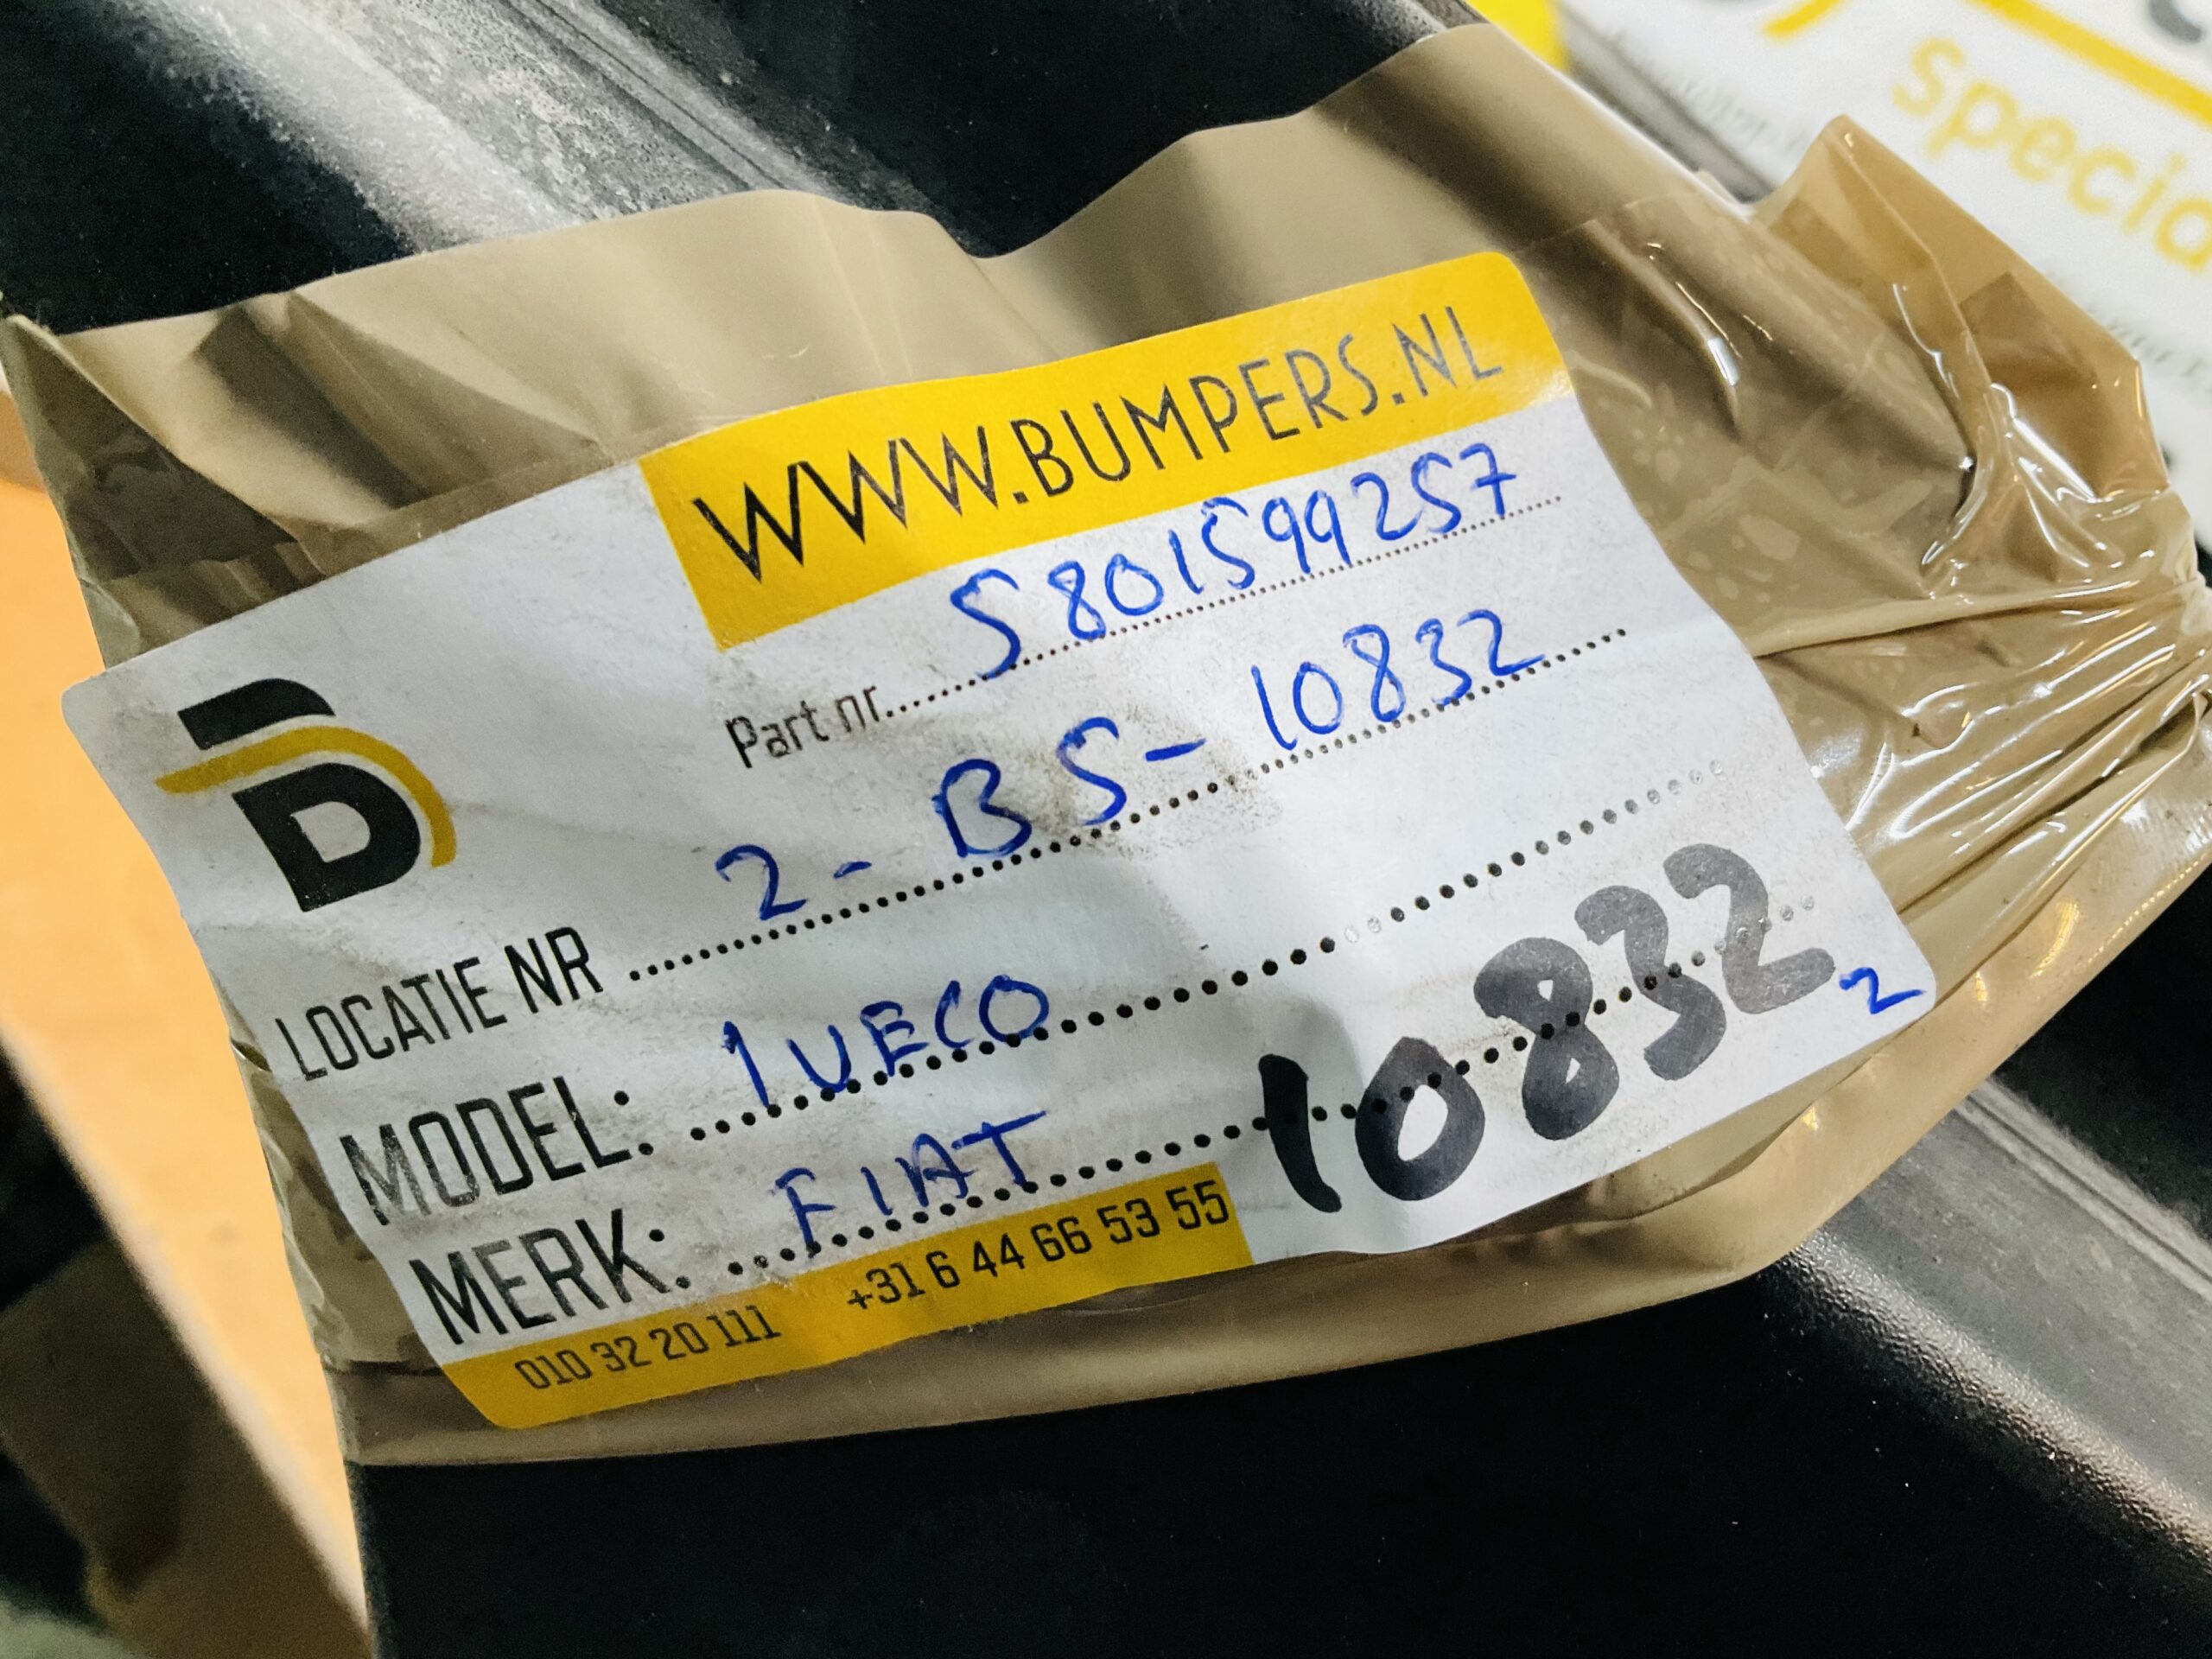 specia
WWW.BUMPERS.NL
Part nr. 5801599257
LOCATIE NR 2-BS-10832
MODEL: IVECO
MERK: FIAT
10832
2
010 32 20 111 +31 6 44 66 53 55